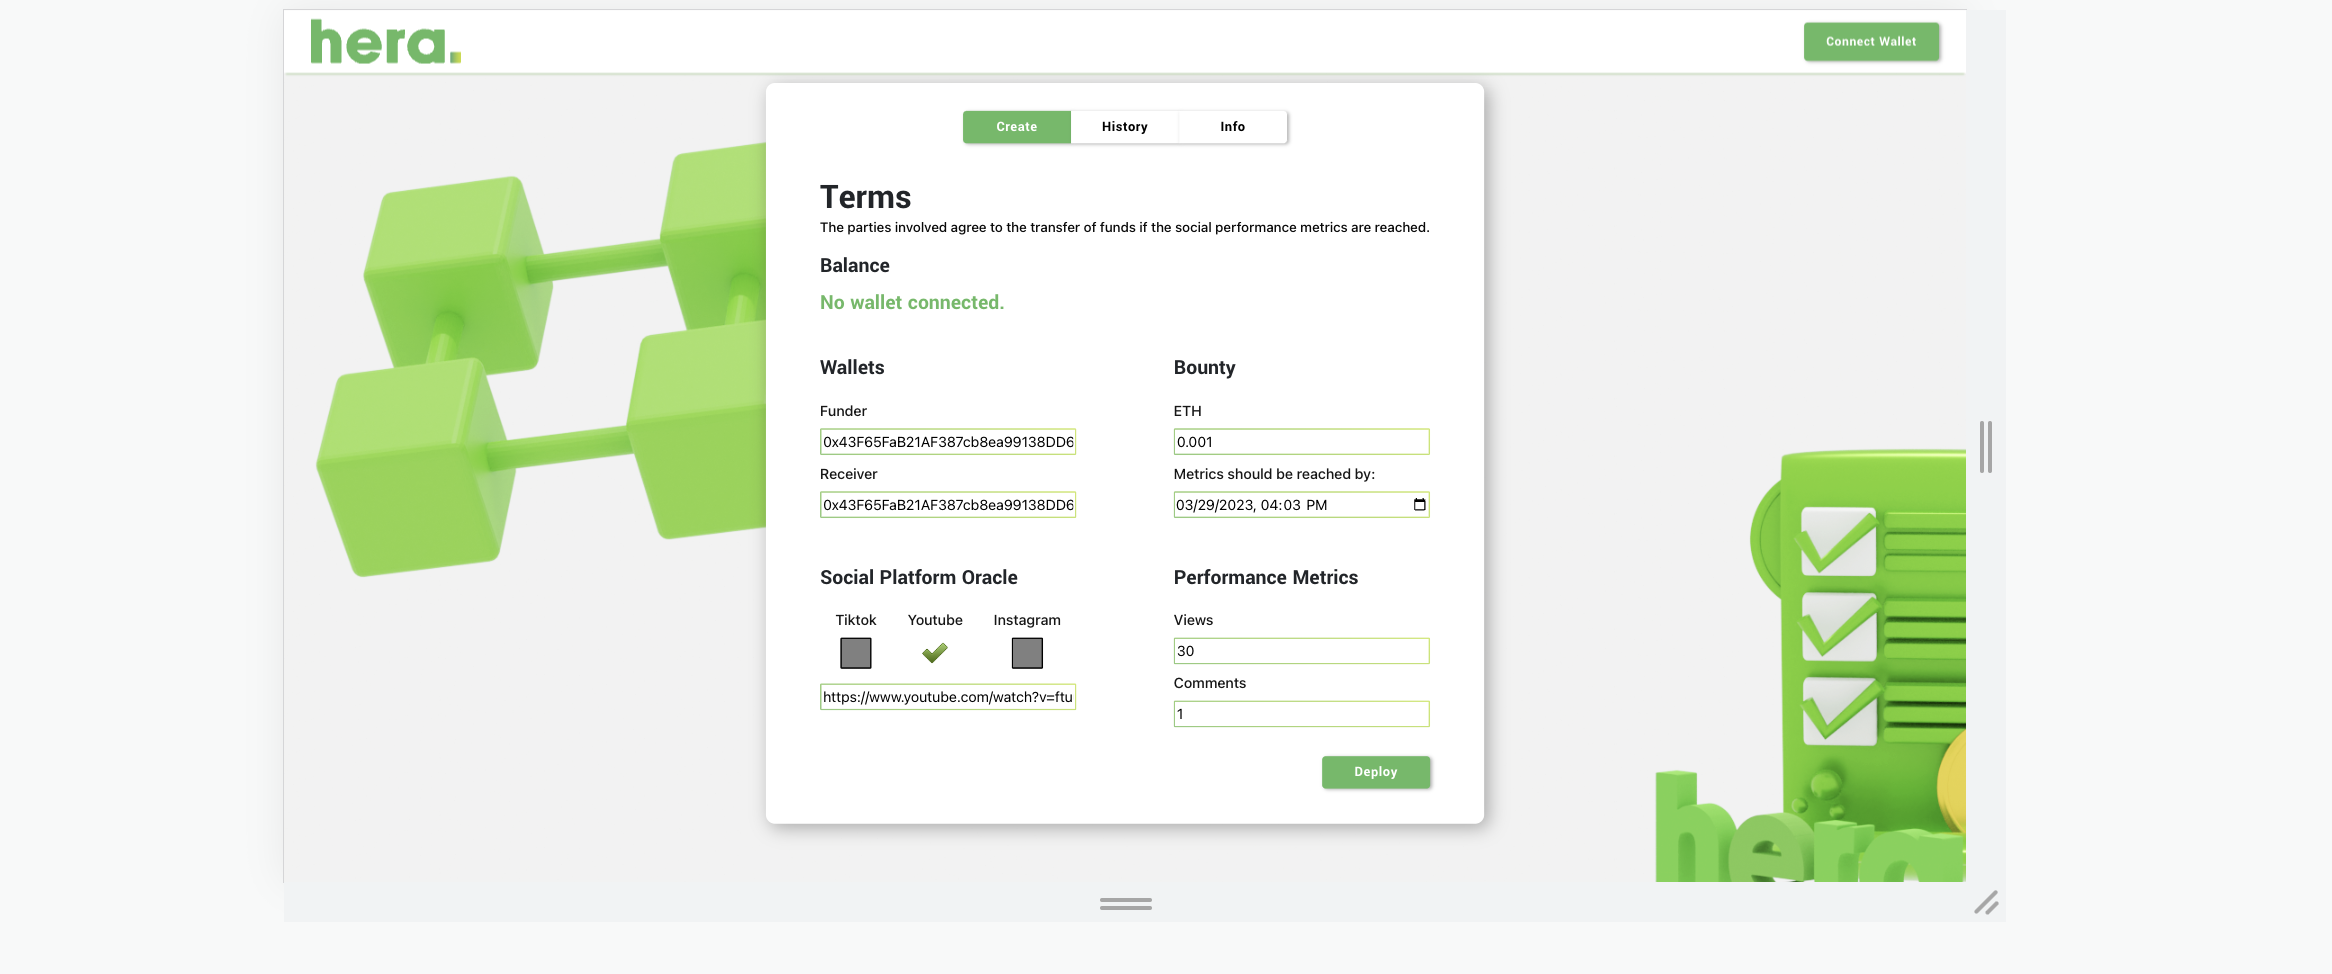 hera.
Connect Wallet
Create
History
Info
Terms
The parties involved agree to the transfer of funds if the social performance metrics are reached.
Balance
No wallet connected.
Wallets
Funder
0x43F65FaB21AF387cb8ea99138DD6
Receiver
0x43F65FaB21AF387cb8ea99138DD6
Bounty
ETH
0.001
Metrics should be reached by:
03/29/2023, 04:03 PM
Social Platform Oracle
Tiktok
Youtube
Instagram
https://www.youtube.com/watch?v=ftu
Performance Metrics
Views
30
Comments
1
Deploy
hera